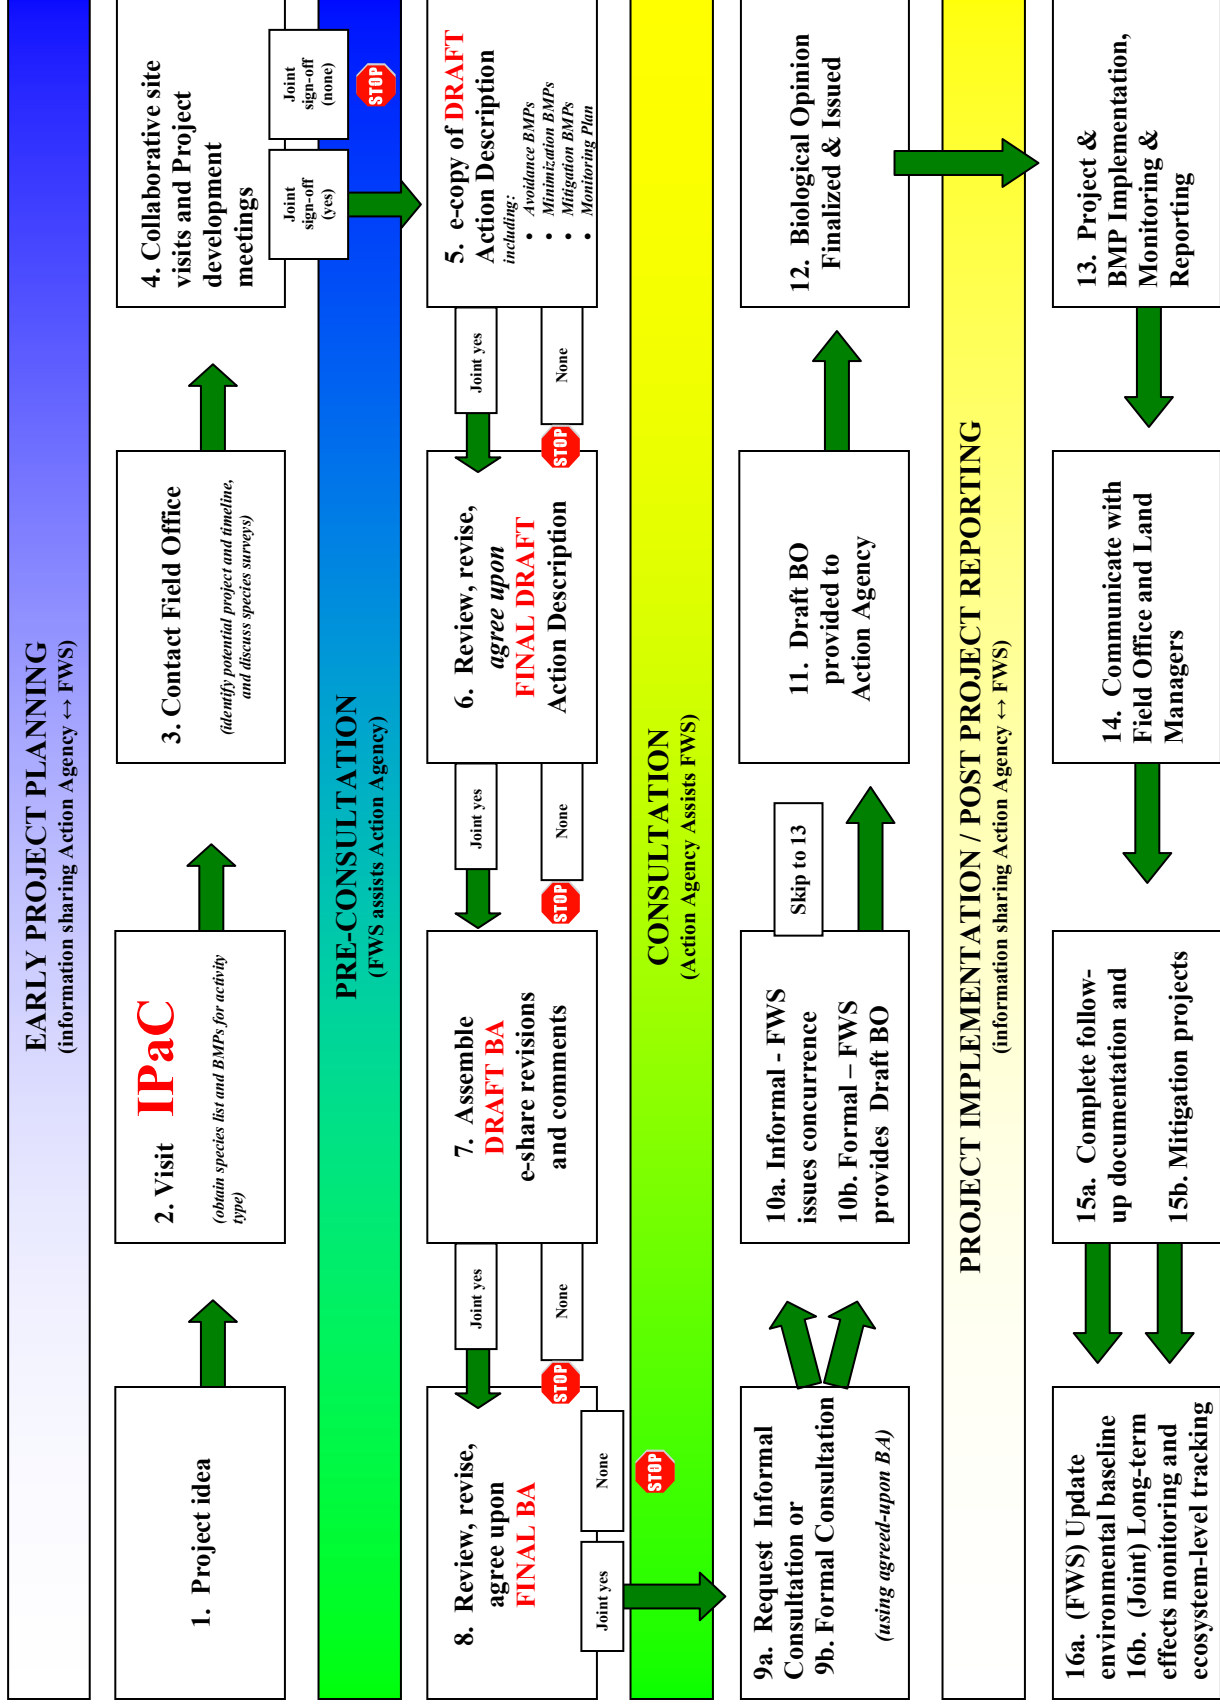 EARLY PROJECT PLANNING
(information sharing Action Agency ↔ FWS)
1. Project idea
2. Visit IPaC
(obtain species list and BMPs for activity
type)
3. Contact Field Office
(identify potential project and timeline,
and discuss species surveys)
4. Collaborative site
visits and Project
development
meetings
Joint
sign-off
(yes)
Joint
sign-off
(none)
STOP
PRE-CONSULTATION
(FWS assists Action Agency)
5. e-copy of DRAFT
Action Description
including:
• Avoidance BMPs
• Minimization BMPs
• Mitigation BMPs
• Monitoring Plan
Joint yes
None
STOP
6. Review, revise,
agree upon
FINAL DRAFT
Action Description
Joint yes
None
STOP
7. Assemble
DRAFT BA
e-share revisions
and comments
Joint yes
None
STOP
8. Review, revise,
agree upon
FINAL BA
Joint yes
None
STOP
CONSULTATION
(Action Agency Assists FWS)
9a. Request Informal
Consultation or
9b. Formal Consultation
(using agreed-upon BA)
10a. Informal - FWS
issues concurrence
10b. Formal – FWS
provides Draft BO
Skip to 13
11. Draft BO
provided to
Action Agency
12. Biological Opinion
Finalized & Issued
PROJECT IMPLEMENTATION / POST PROJECT REPORTING
(information sharing Action Agency ↔ FWS)
13. Project &
BMP Implementation,
Monitoring &
Reporting
14. Communicate with
Field Office and Land
Managers
15a. Complete follow-
up documentation and
15b. Mitigation projects
16a. (FWS) Update
environmental baseline
16b. (Joint) Long-term
effects monitoring and
ecosystem-level tracking